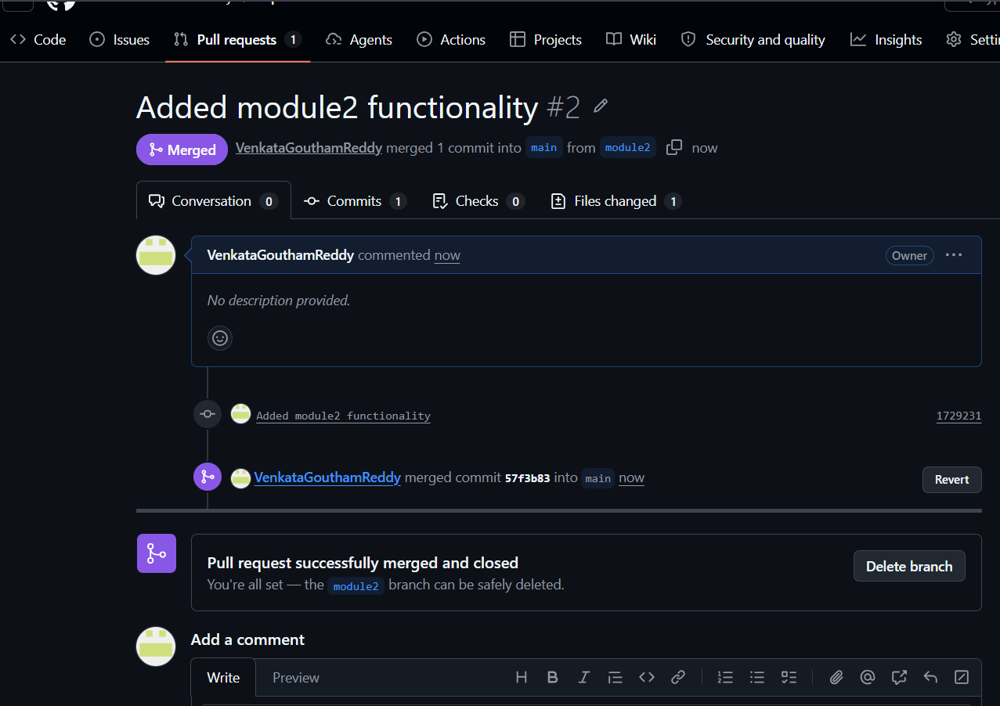 Code Issues Pull requests 1 Agents Actions Projects Wiki Security and quality Insights
Added module2 functionality #2
Merged VenkataGouthamReddy merged 1 commit into main from module2 now
Conversation 0 Commits 1 Checks 0 Files changed 1
VenkataGouthamReddy commented now Owner
No description provided.
Added module2 functionality 1729231
VenkataGouthamReddy merged commit 57f3b83 into main now Revert
Pull request successfully merged and closed
Delete branch
You're all set — the module2 branch can be safely deleted.
Add a comment
Write Preview